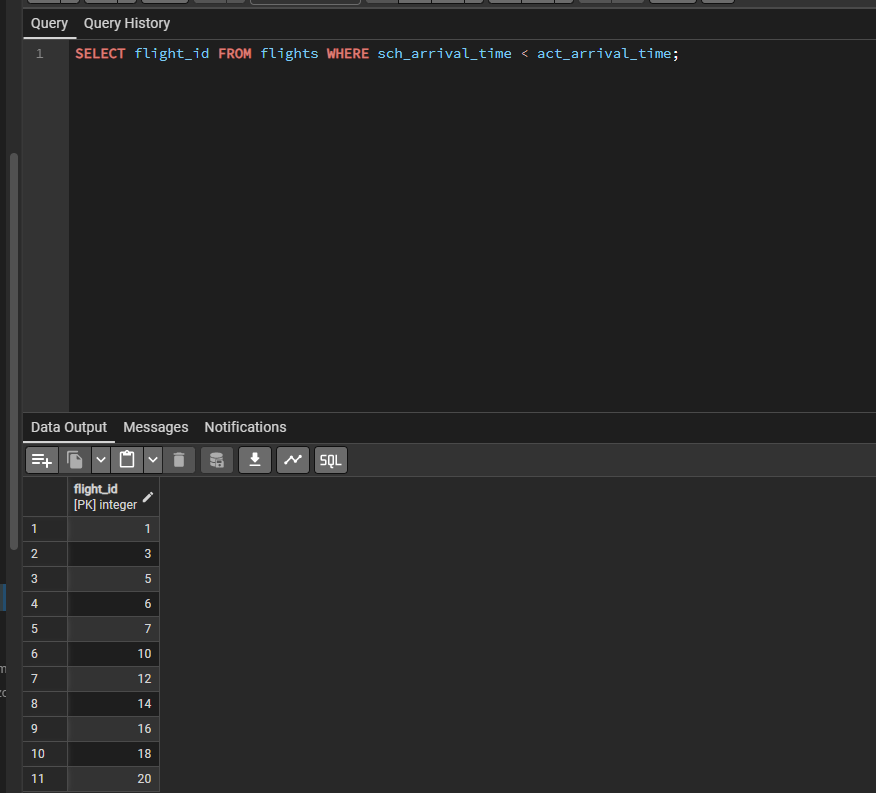 Query Query History
1 SELECT flight_id FROM flights WHERE sch_arrival_time < act_arrival_time;
Data Output Messages Notifications
SQL
flight_id
[PK] integer
1 1
2 3
3 5
4 6
5 7
6 10
7 12
8 14
9 16
10 18
11 20